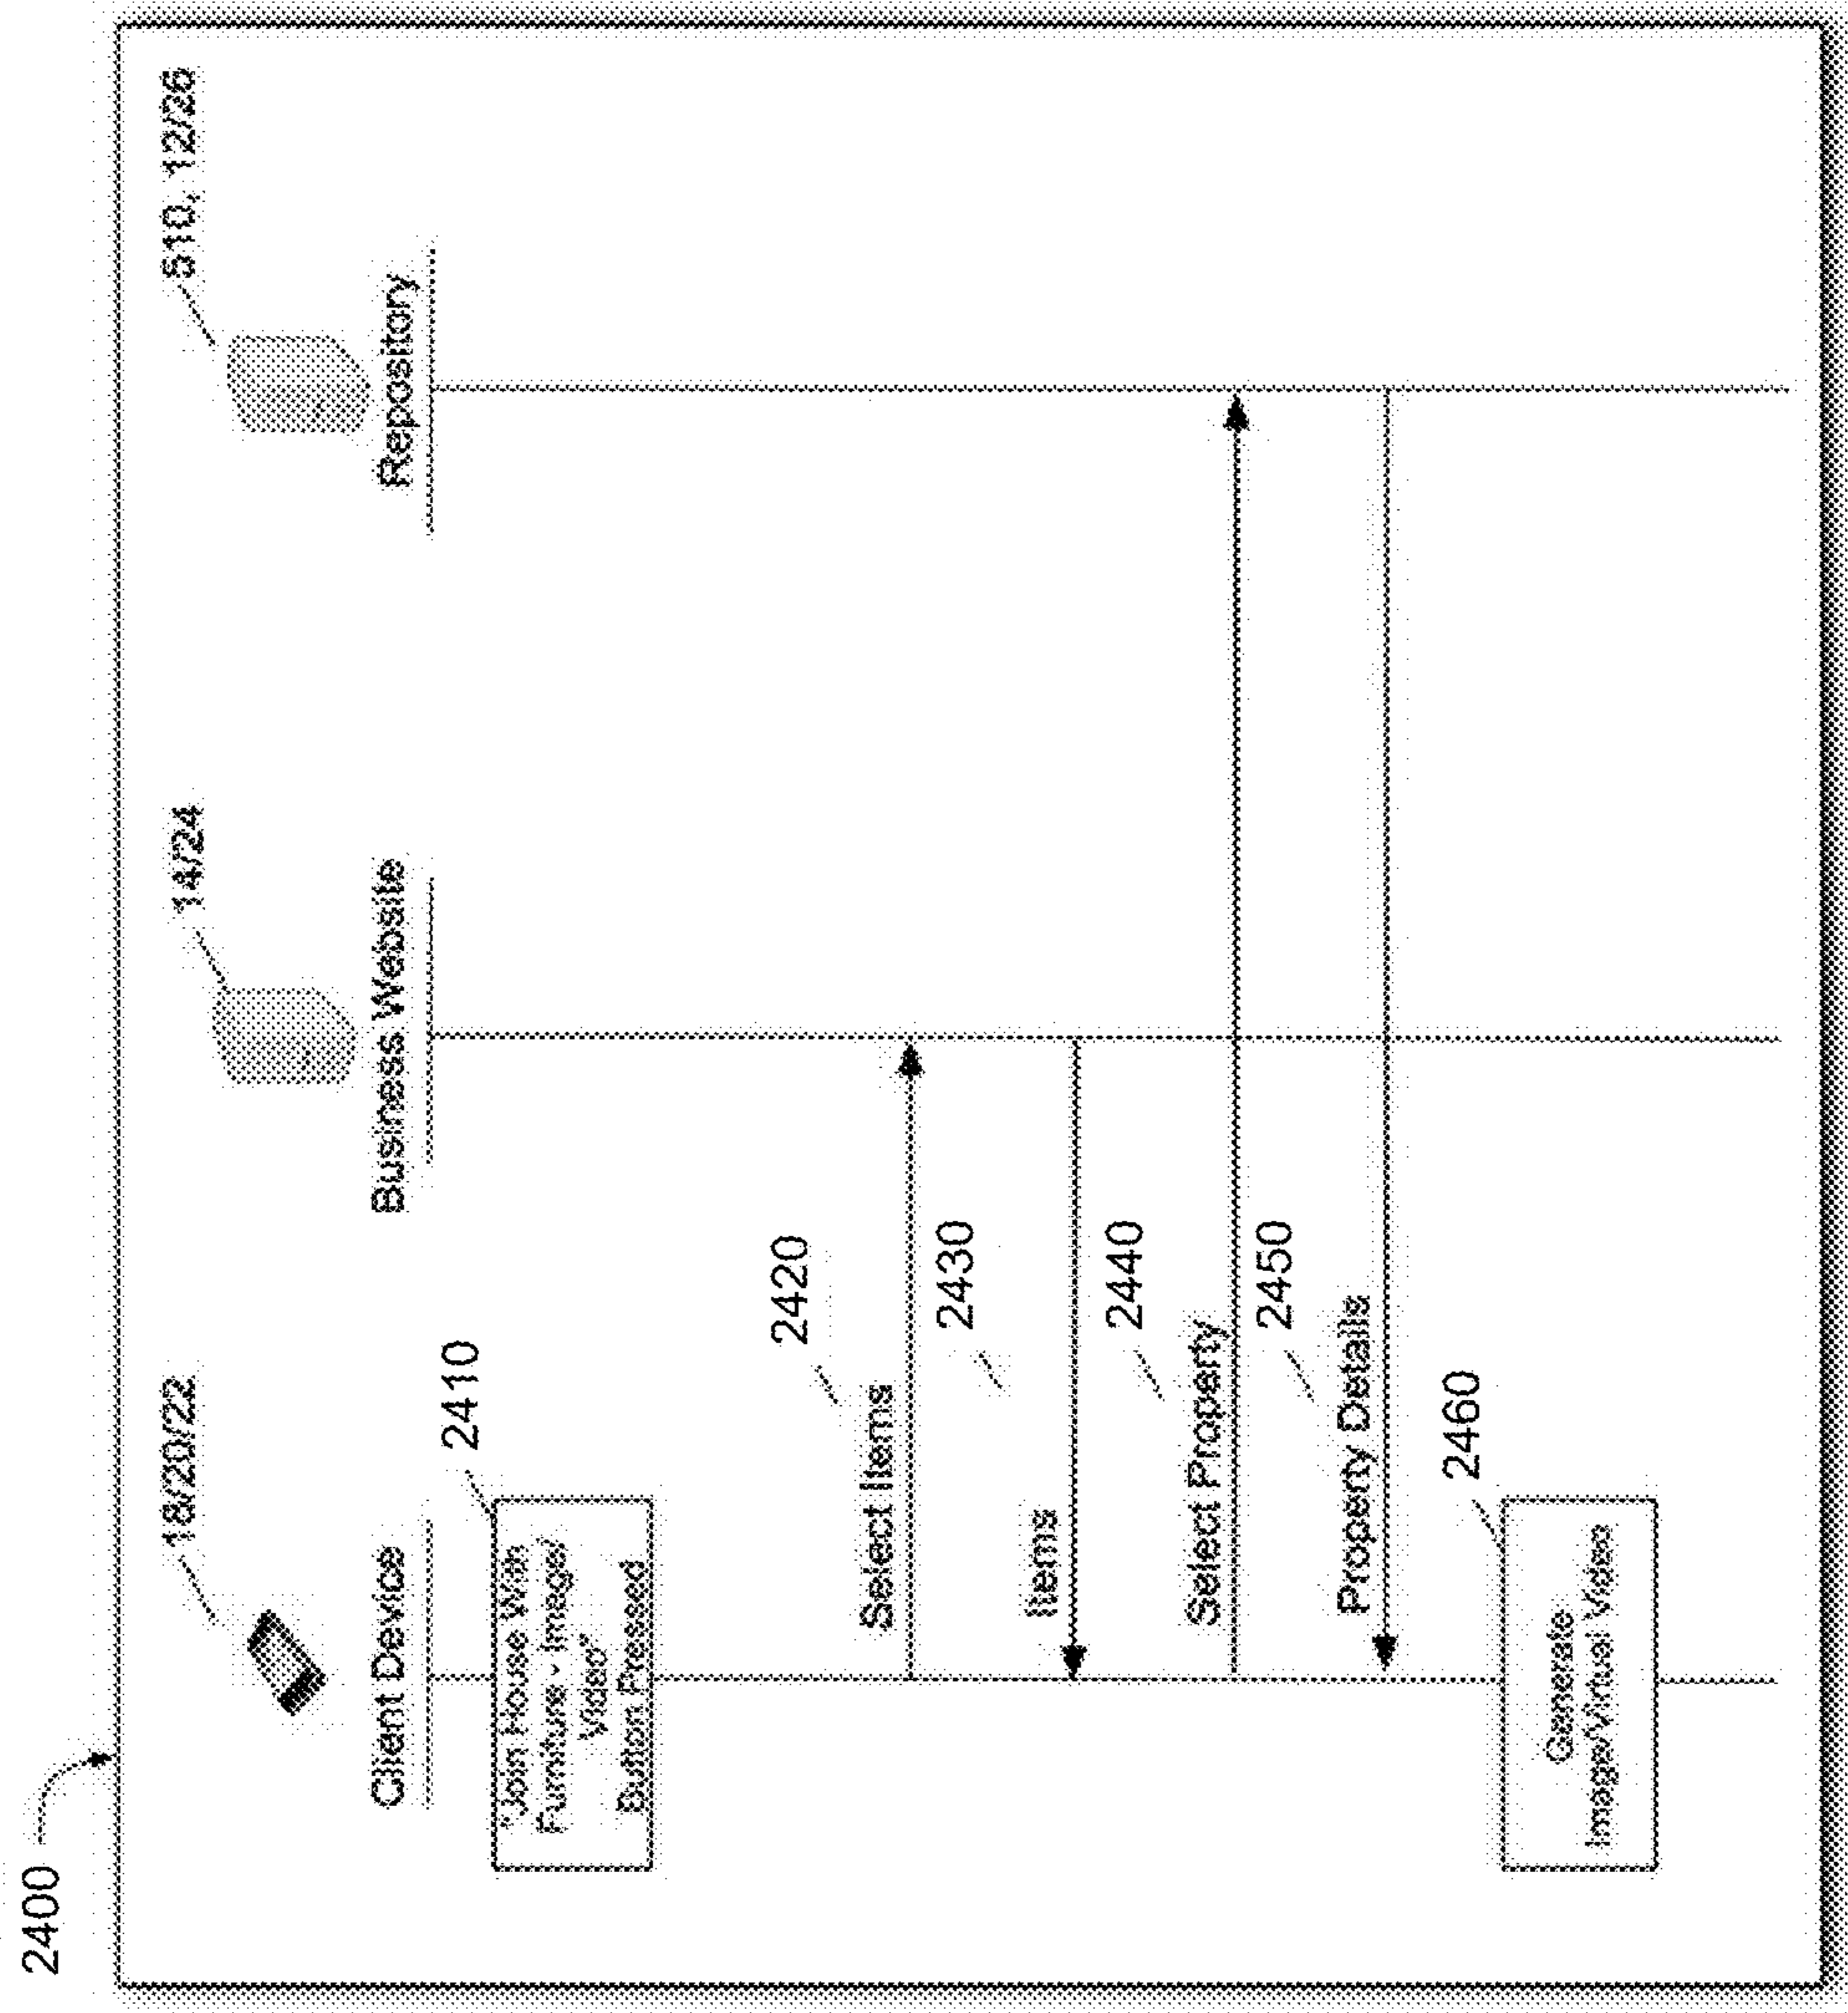 2400
18/20/22
14/24
510, 12/26
Client Device
Business Website
Repository
2410
"Join House With
Furniture - Image/
Video"
Button Pressed
2420
Select Items
2430
Items
2440
Select Property
2450
Property Details
2460
Generate
Image/Virtual Video